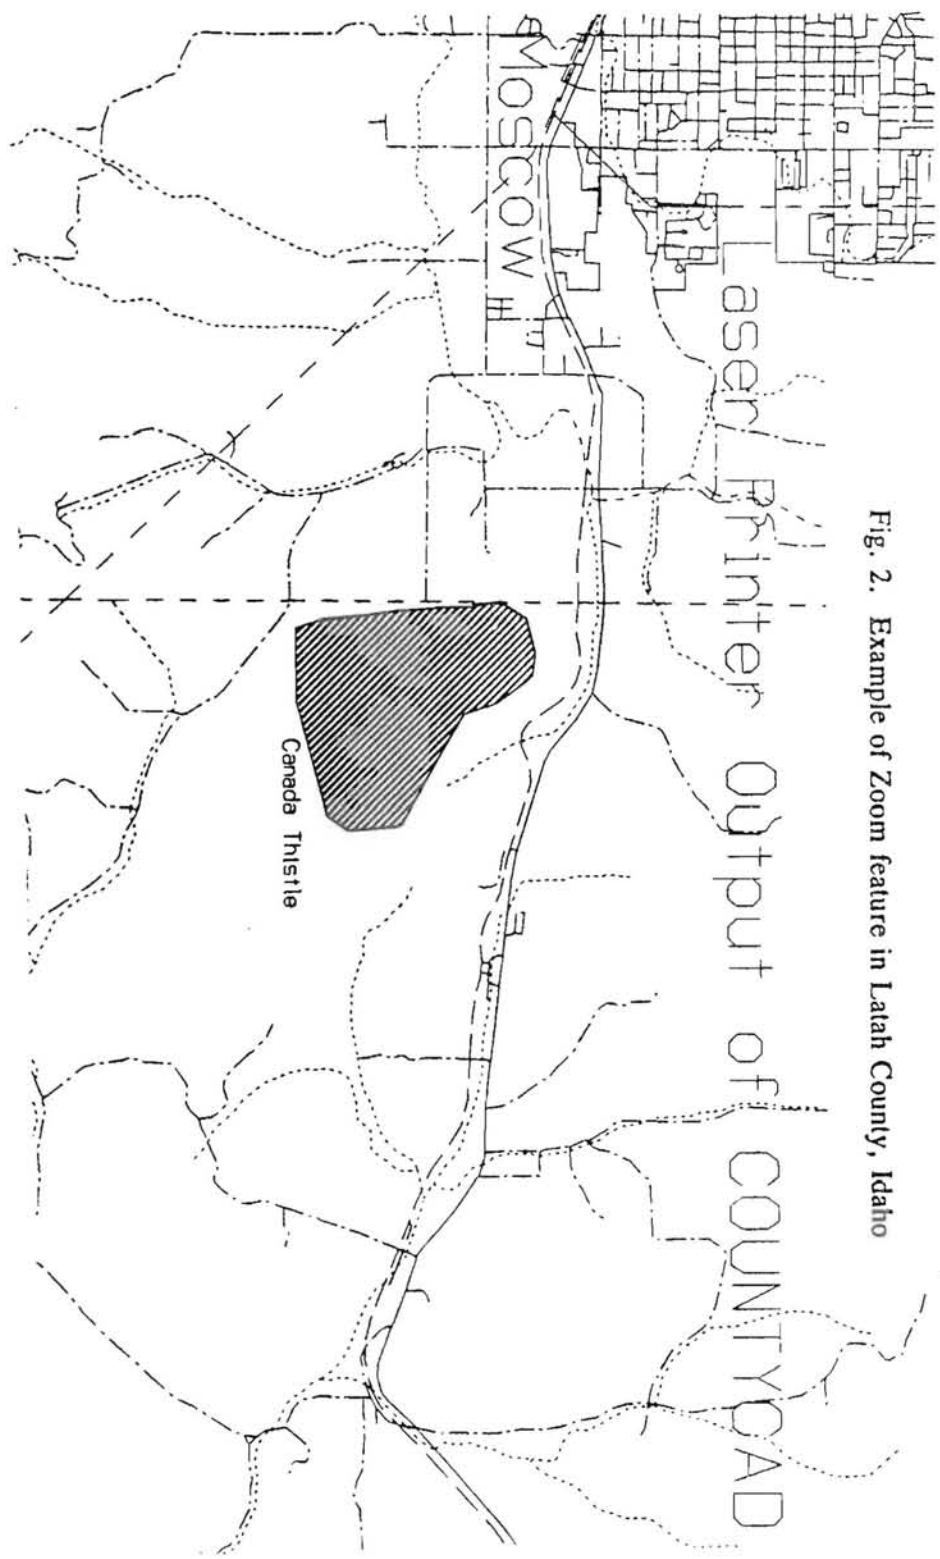 Fig. 2. Example of Zoom feature in Latah County, Idaho
Laser Printer Output of COUNTYCAD
Moscow
Canada Thistle